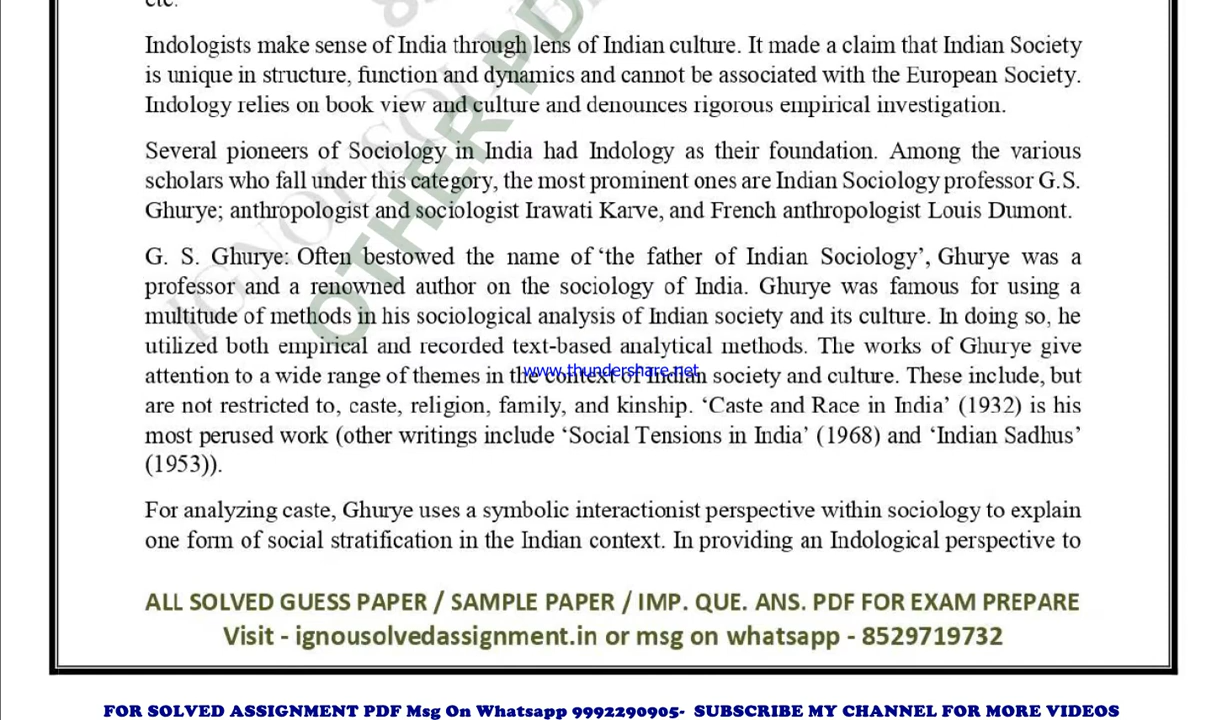 etc.
Indologists make sense of India through lens of Indian culture. It made a claim that Indian Society
is unique in structure, function and dynamics and cannot be associated with the European Society.
Indology relies on book view and culture and denounces rigorous empirical investigation.
Several pioneers of Sociology in India had Indology as their foundation. Among the various
scholars who fall under this category, the most prominent ones are Indian Sociology professor G.S.
Ghurye; anthropologist and sociologist Irawati Karve, and French anthropologist Louis Dumont.
G. S. Ghurye: Often bestowed the name of ‘the father of Indian Sociology’, Ghurye was a
professor and a renowned author on the sociology of India. Ghurye was famous for using a
multitude of methods in his sociological analysis of Indian society and its culture. In doing so, he
utilized both empirical and recorded text-based analytical methods. The works of Ghurye give
attention to a wide range of themes in the context of Indian society and culture. These include, but
www.thundershare.net
are not restricted to, caste, religion, family, and kinship. ‘Caste and Race in India’ (1932) is his
most perused work (other writings include ‘Social Tensions in India’ (1968) and ‘Indian Sadhus’
(1953)).
For analyzing caste, Ghurye uses a symbolic interactionist perspective within sociology to explain
one form of social stratification in the Indian context. In providing an Indological perspective to
OTHER PD
IGNOU SOL
ALL SOLVED GUESS PAPER / SAMPLE PAPER / IMP. QUE. ANS. PDF FOR EXAM PREPARE
Visit - ignousolvedassignment.in or msg on whatsapp - 8529719732
FOR SOLVED ASSIGNMENT PDF Msg On Whatsapp 9992290905- SUBSCRIBE MY CHANNEL FOR MORE VIDEOS